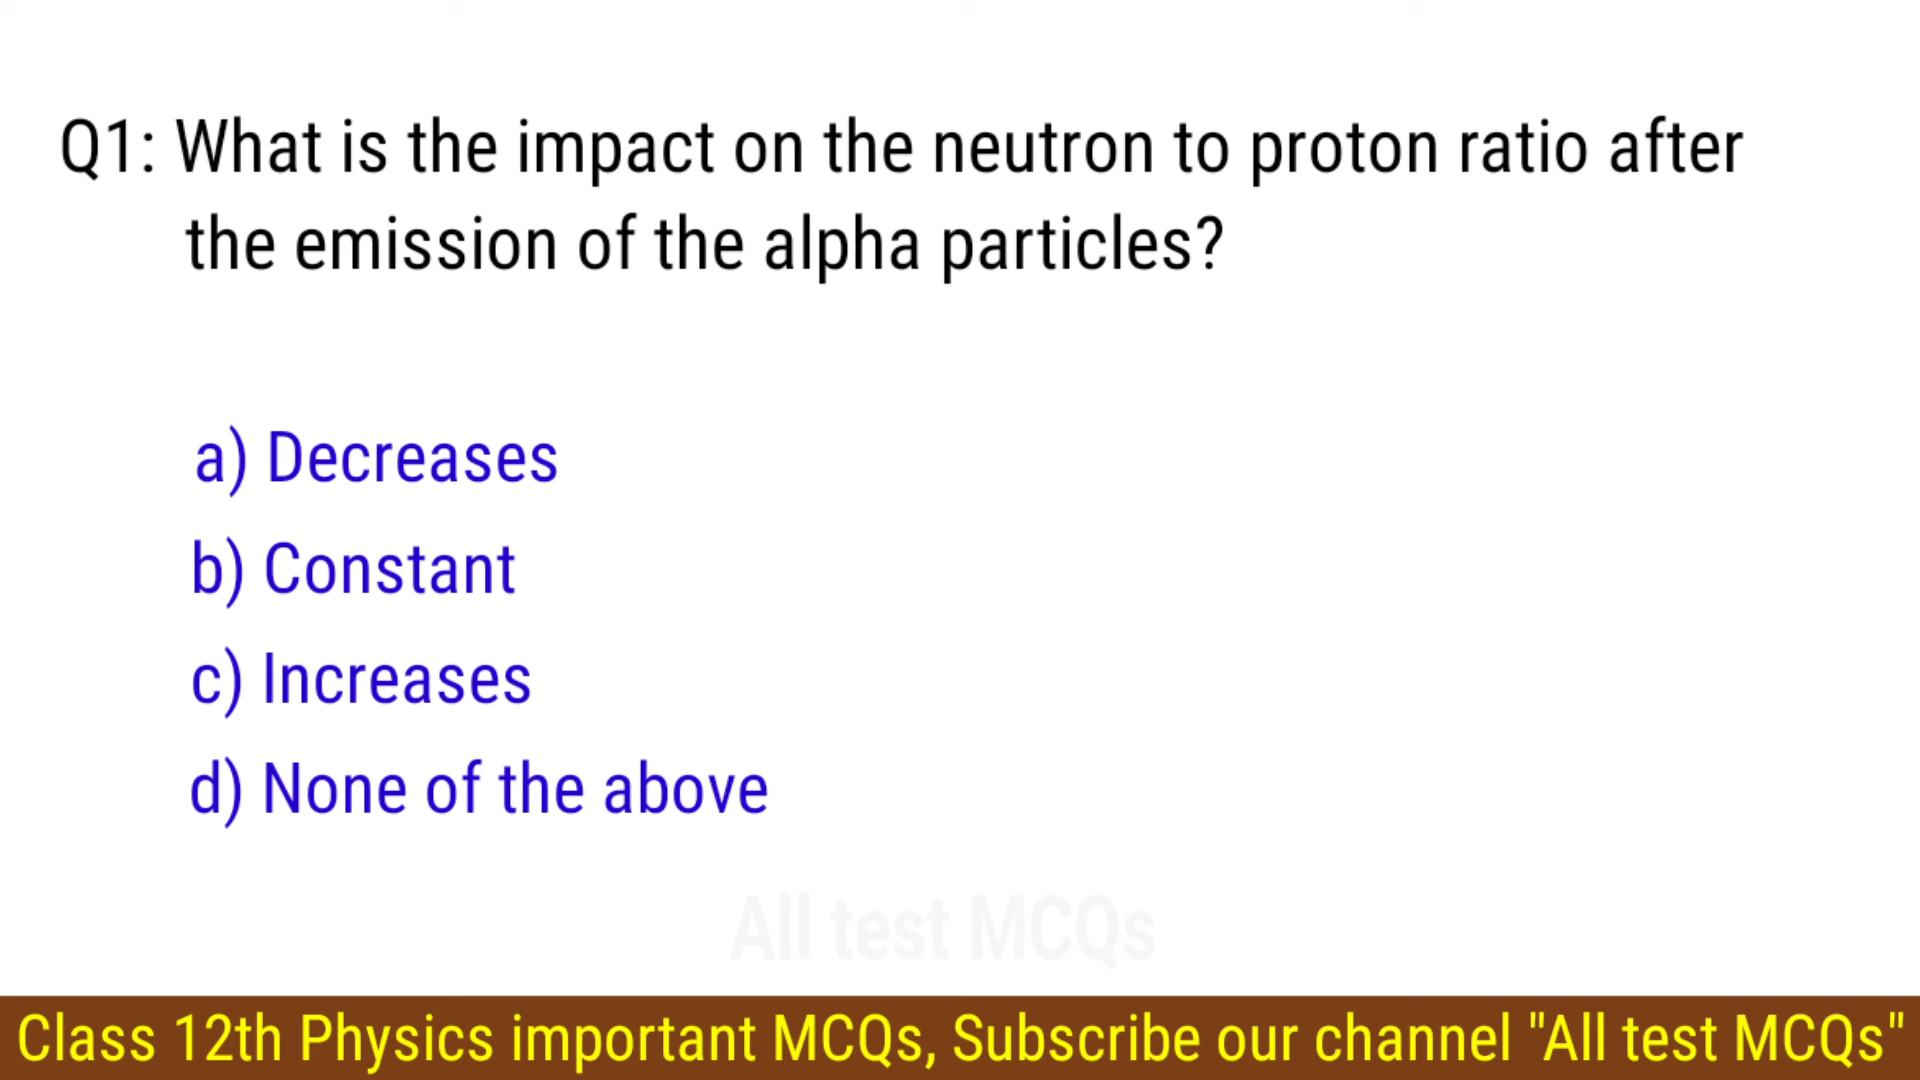 Q1: What is the impact on the neutron to proton ratio after
the emission of the alpha particles?
a) Decreases
b) Constant
c) Increases
d) None of the above
All test MCQs
Class 12th Physics important MCQs, Subscribe our channel "All test MCQs"